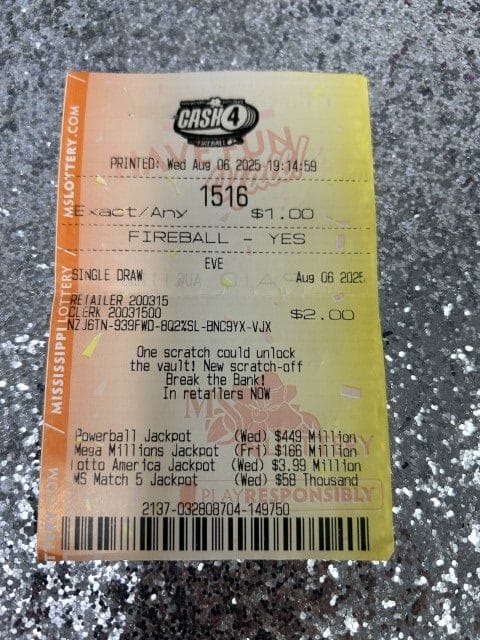 CASH 4
FIREBALL
HAVE FUN
PRINTED: Wed Aug 06 2025 19:14:59
1516
Exact/Any $1.00
FIREBALL - YES
EVE
SINGLE DRAW Aug 06 2025
RETAILER 200315
CLERK 20031500 $2.00
NZJ6TN-939FWD-8Q2%SL-BNC9YX-VJX
One scratch could unlock
the vault! New scratch-off
Break the Bank!
In retailers NOW
Powerball Jackpot (Wed) $449 Million
Mega Millions Jackpot (Fri) $166 Million
Lotto America Jackpot (Wed) $3.99 Million
MS Match 5 Jackpot (Wed) $58 Thousand
PLAYRESPONSIBLY
2137-032808704-149750
MSLOTTERY.COM
MISSISSIPPI LOTTERY